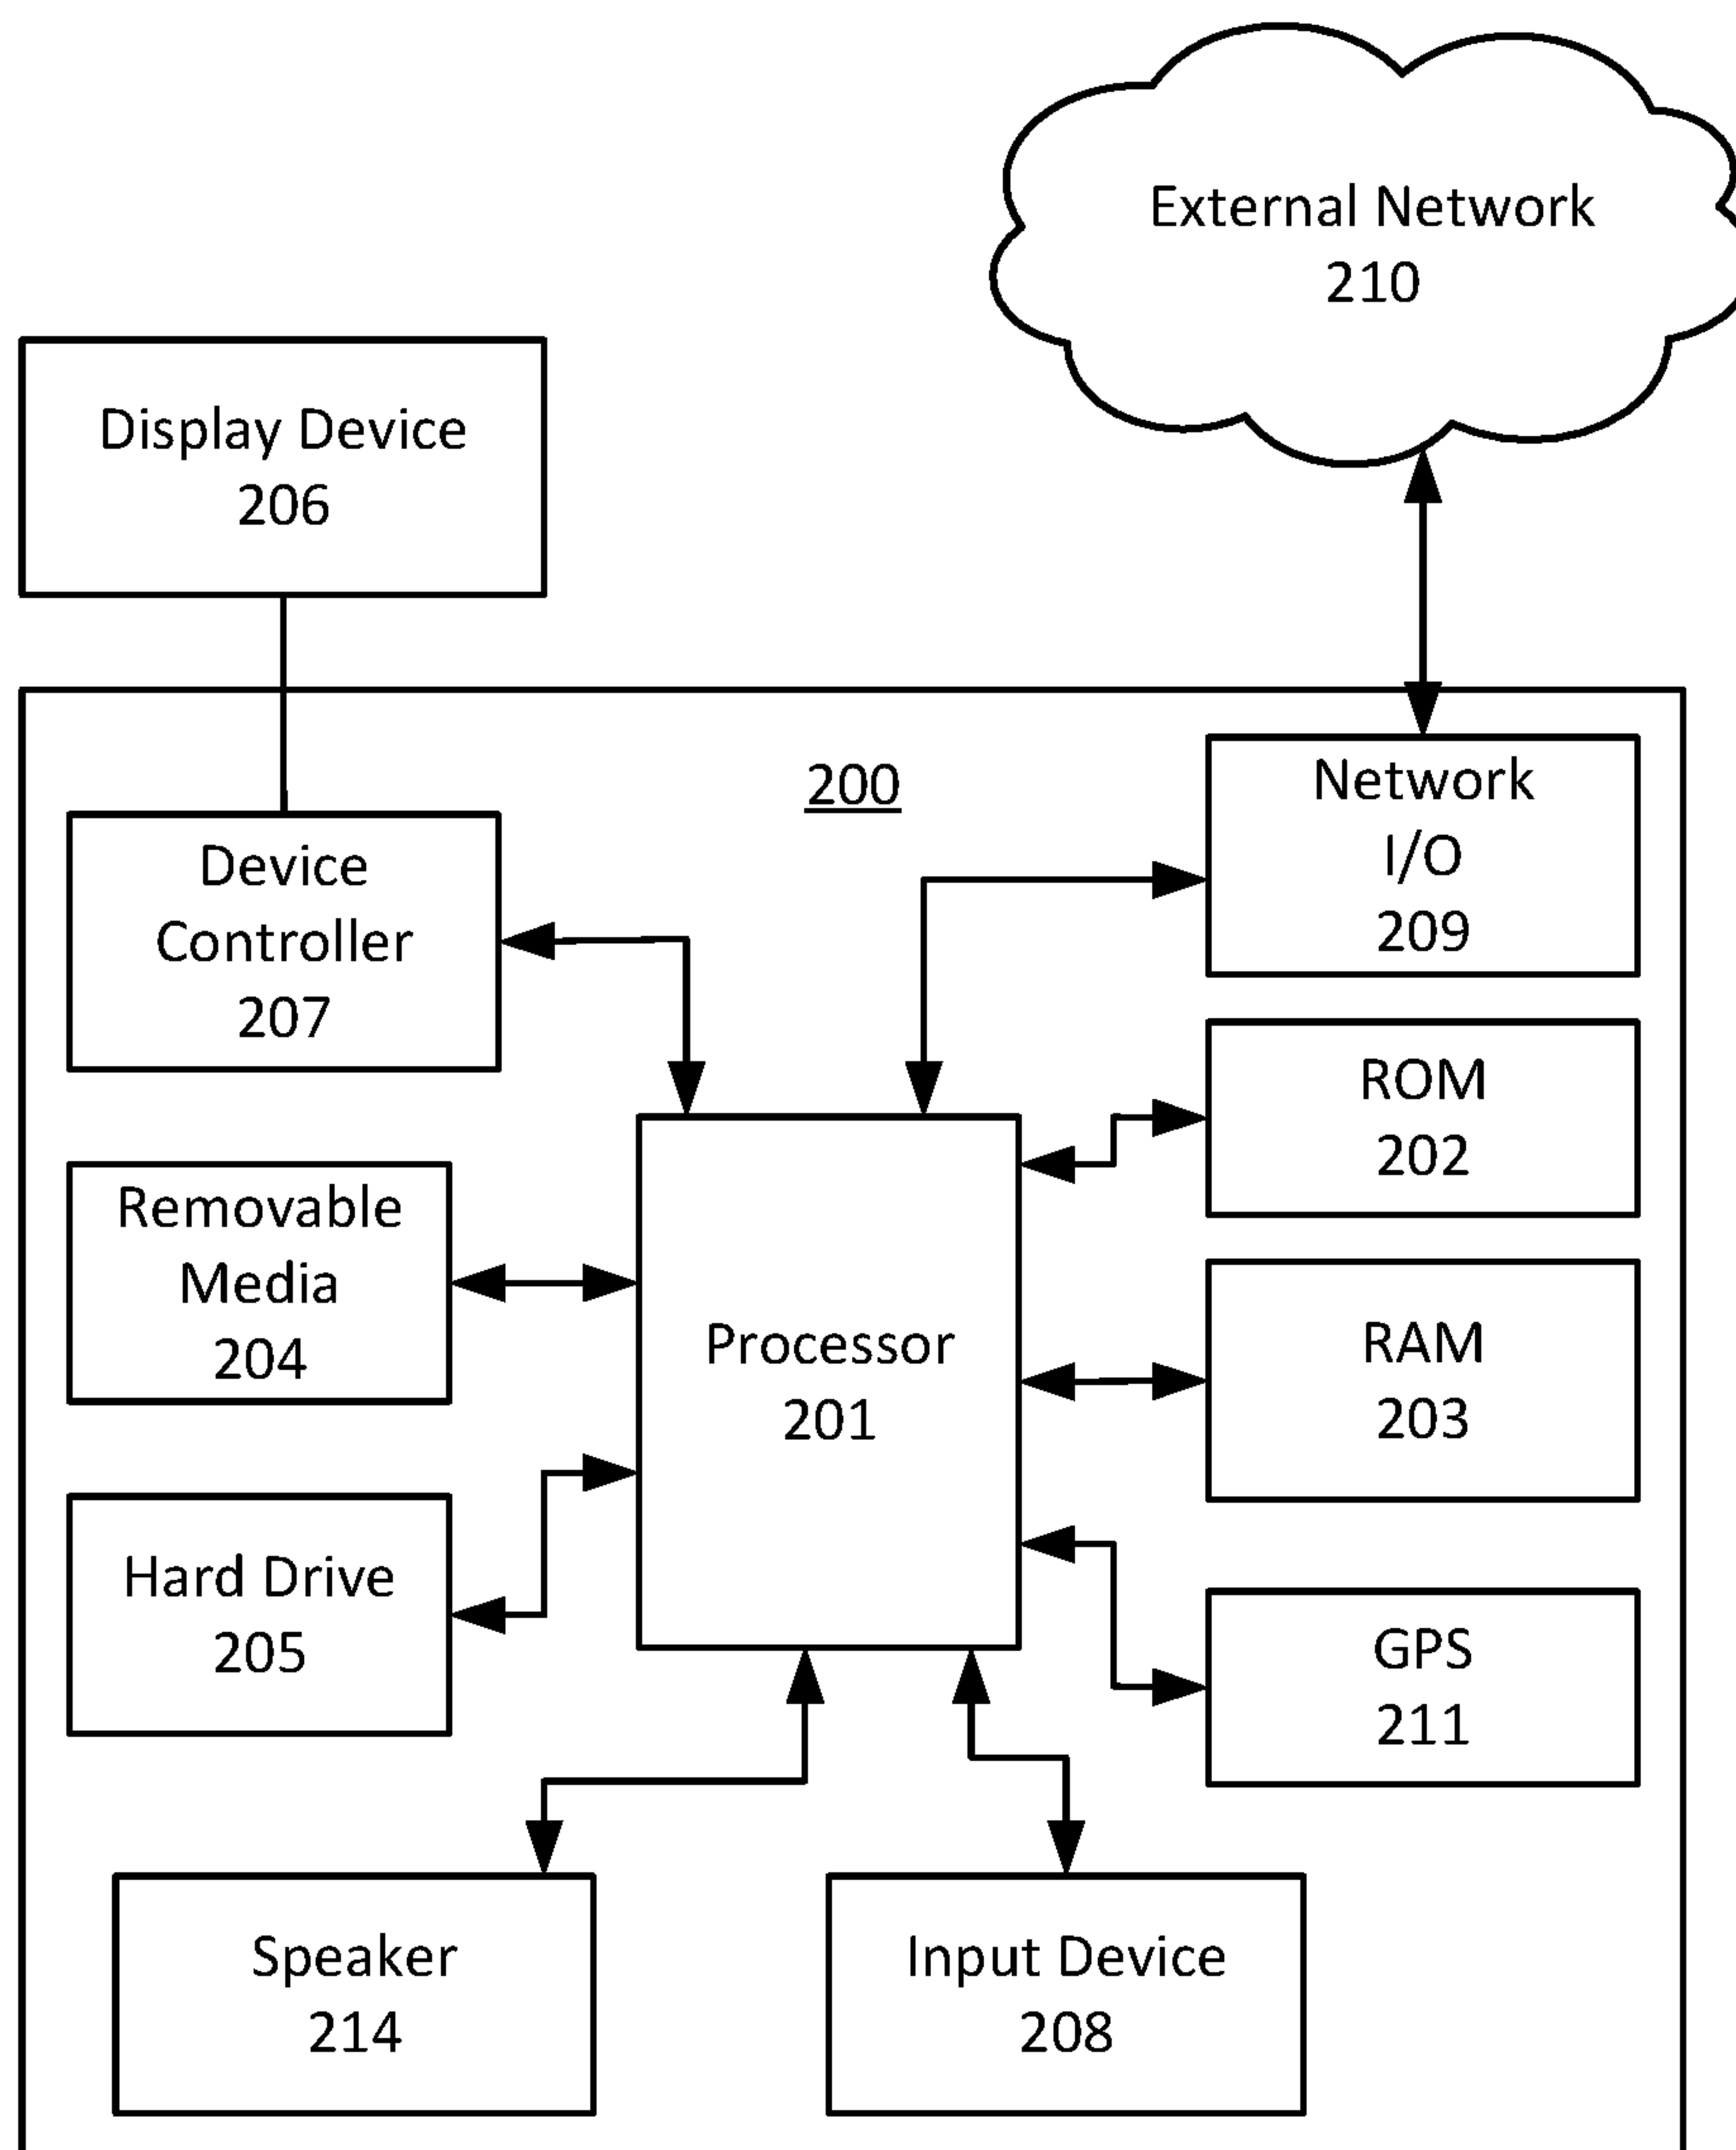 External Network
210
Display Device
206
200
Network
I/O
209
Device
Controller
207
ROM
202
Removable
Media
204
Processor
201
RAM
203
Hard Drive
205
GPS
211
Speaker
214
Input Device
208